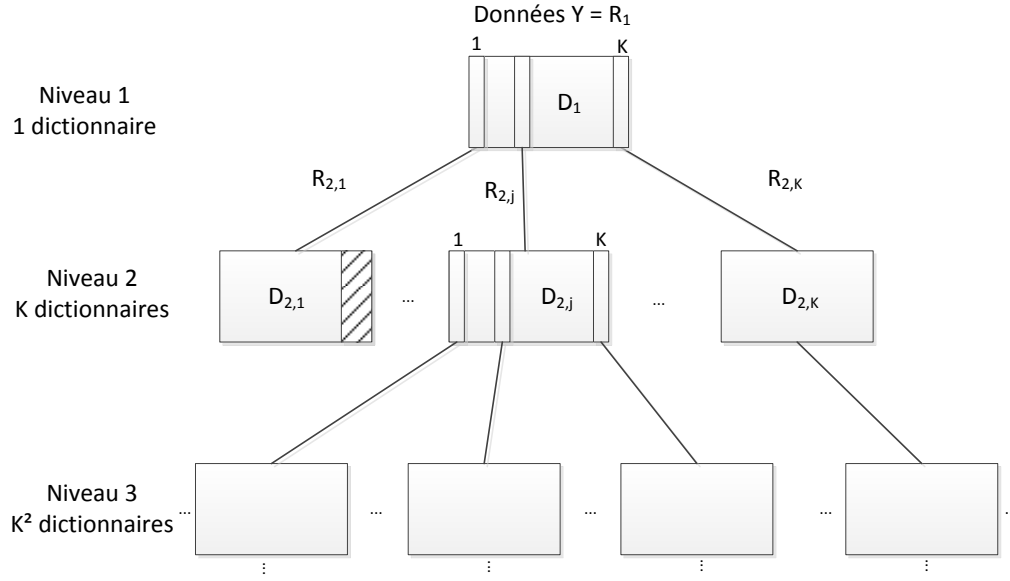 Données Y = R₁
1 K
Niveau 1
1 dictionnaire
D₁
R₂,₁
R₂,ⱼ
R₂,K
1 K
Niveau 2
K dictionnaires
D₂,₁
...
D₂,ⱼ
...
D₂,K
Niveau 3
K² dictionnaires
... ... ... ... .
... ... ... ...